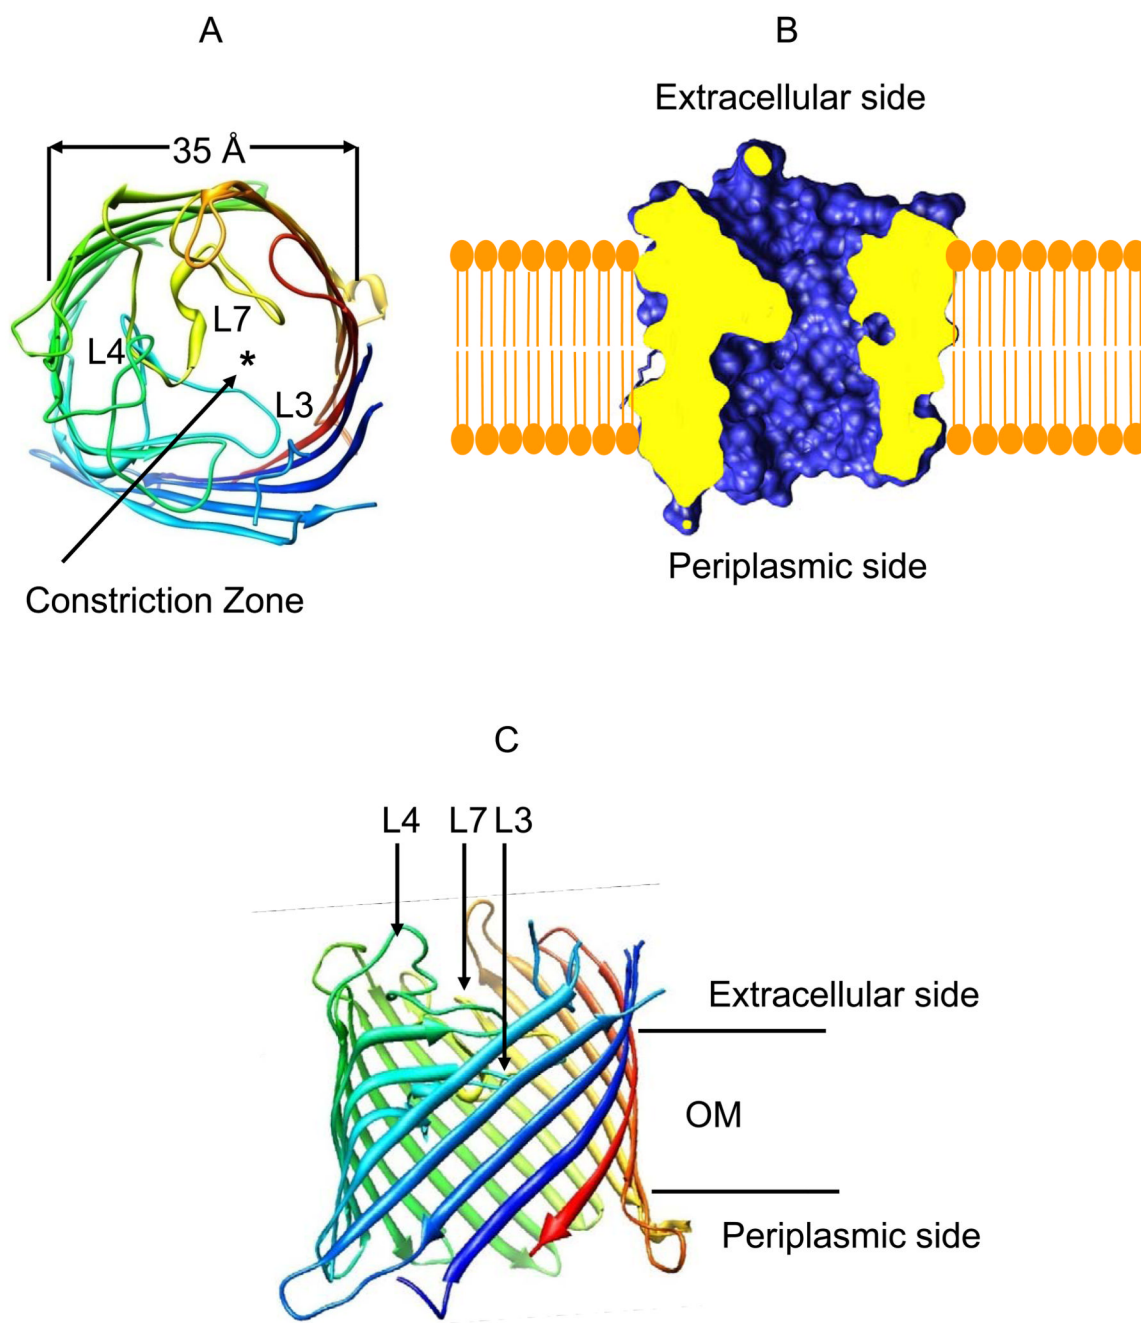 A
B
Extracellular side
35 Å
L7
L4
*
L3
Periplasmic side
Constriction Zone
C
L4 L7 L3
Extracellular side
OM
Periplasmic side